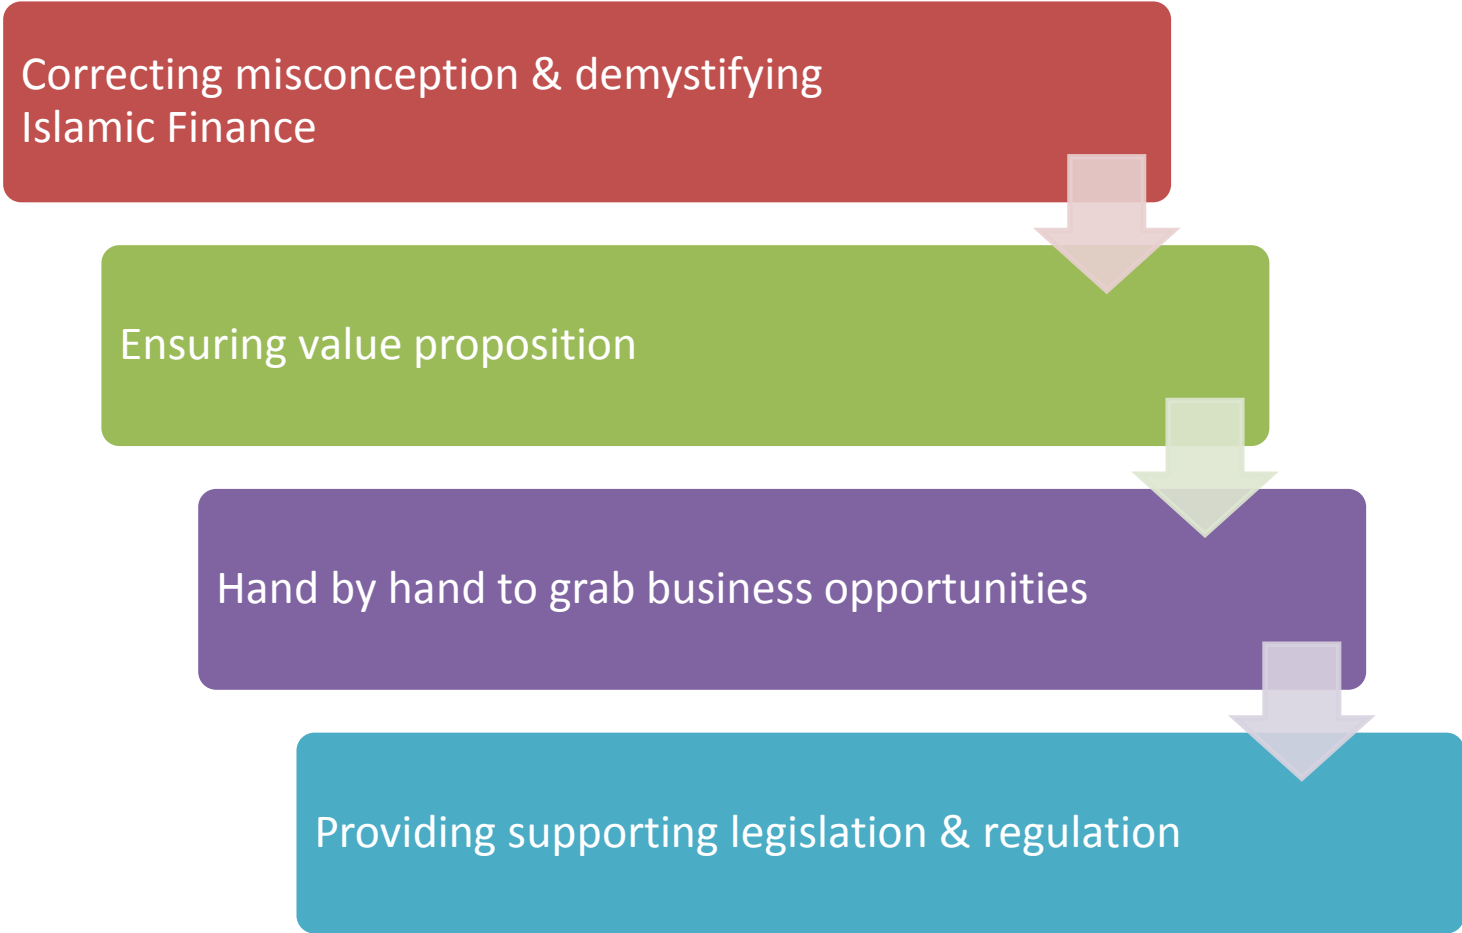 Correcting misconception & demystifying
Islamic Finance
Ensuring value proposition
Hand by hand to grab business opportunities
Providing supporting legislation & regulation